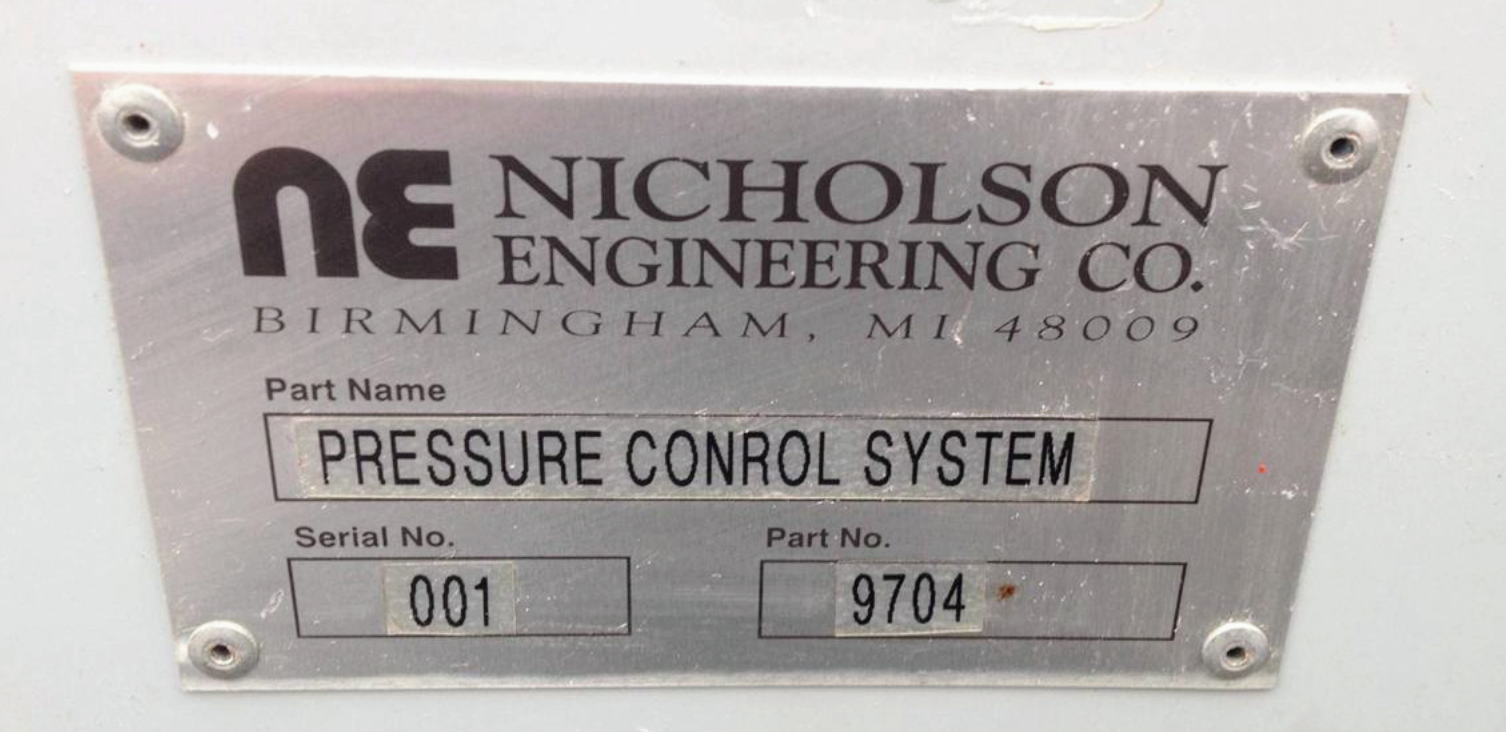 NE NICHOLSON
ENGINEERING CO.
BIRMINGHAM, MI 48009
Part Name
PRESSURE CONROL SYSTEM
Serial No. Part No.
001 9704